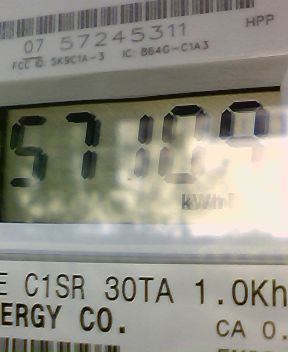 HPP
07 57245311
FCC ID: SK9C1A-3 IC: 864G-C1A3
57109
kWh
E C1SR 30TA 1.0Kh
ERGY CO.
CA 0.